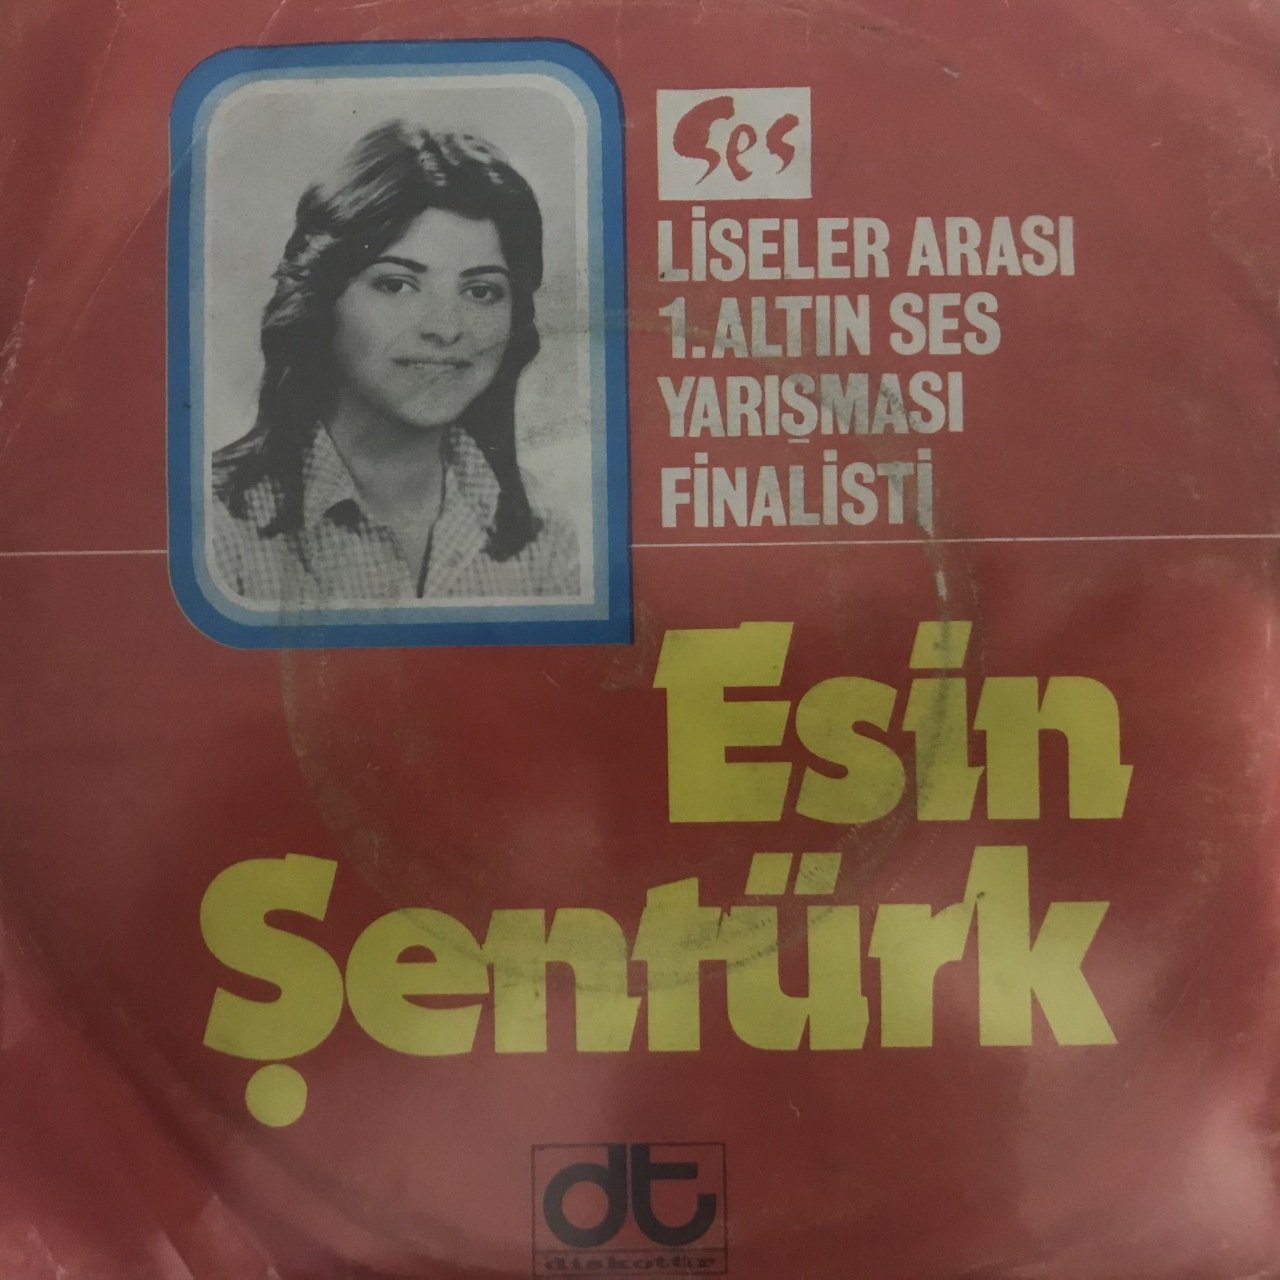 Ses
LİSELER ARASI
1.ALTIN SES
YARIŞMASI
FİNALİSTİ
Esin
Şentürk
dt
diskotür